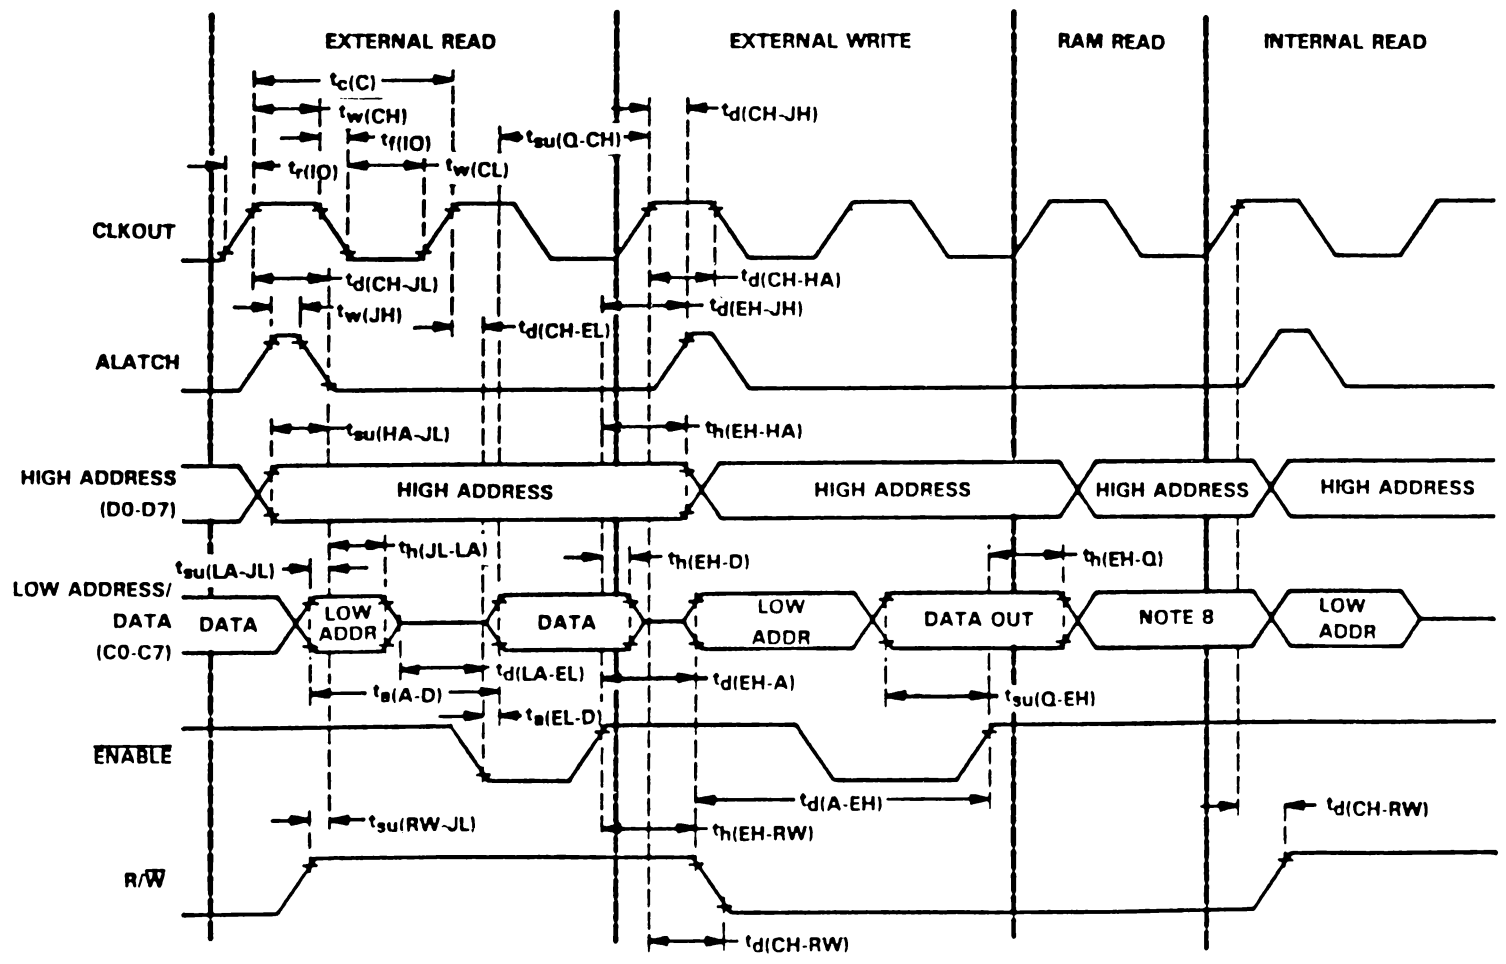 EXTERNAL READ
EXTERNAL WRITE
RAM READ
INTERNAL READ
tc(C)
tw(CH)
td(CH-JH)
tf(IO)
tsu(Q-CH)
tr(IO)
tw(CL)
CLKOUT
td(CH-JL)
td(CH-HA)
tw(JH)
td(EH-JH)
td(CH-EL)
ALATCH
tsu(HA-JL)
th(EH-HA)
HIGH ADDRESS
(D0-D7)
HIGH ADDRESS
HIGH ADDRESS
HIGH ADDRESS
HIGH ADDRESS
th(JL-LA)
th(EH-D)
th(EH-Q)
tsu(LA-JL)
LOW ADDRESS/
DATA
(C0-C7)
DATA
LOW
ADDR
DATA
LOW
ADDR
DATA OUT
NOTE 8
LOW
ADDR
td(LA-EL)
td(EH-A)
ta(A-D)
tsu(Q-EH)
ta(EL-D)
ENABLE
td(A-EH)
td(CH-RW)
tsu(RW-JL)
th(EH-RW)
R/W
td(CH-RW)